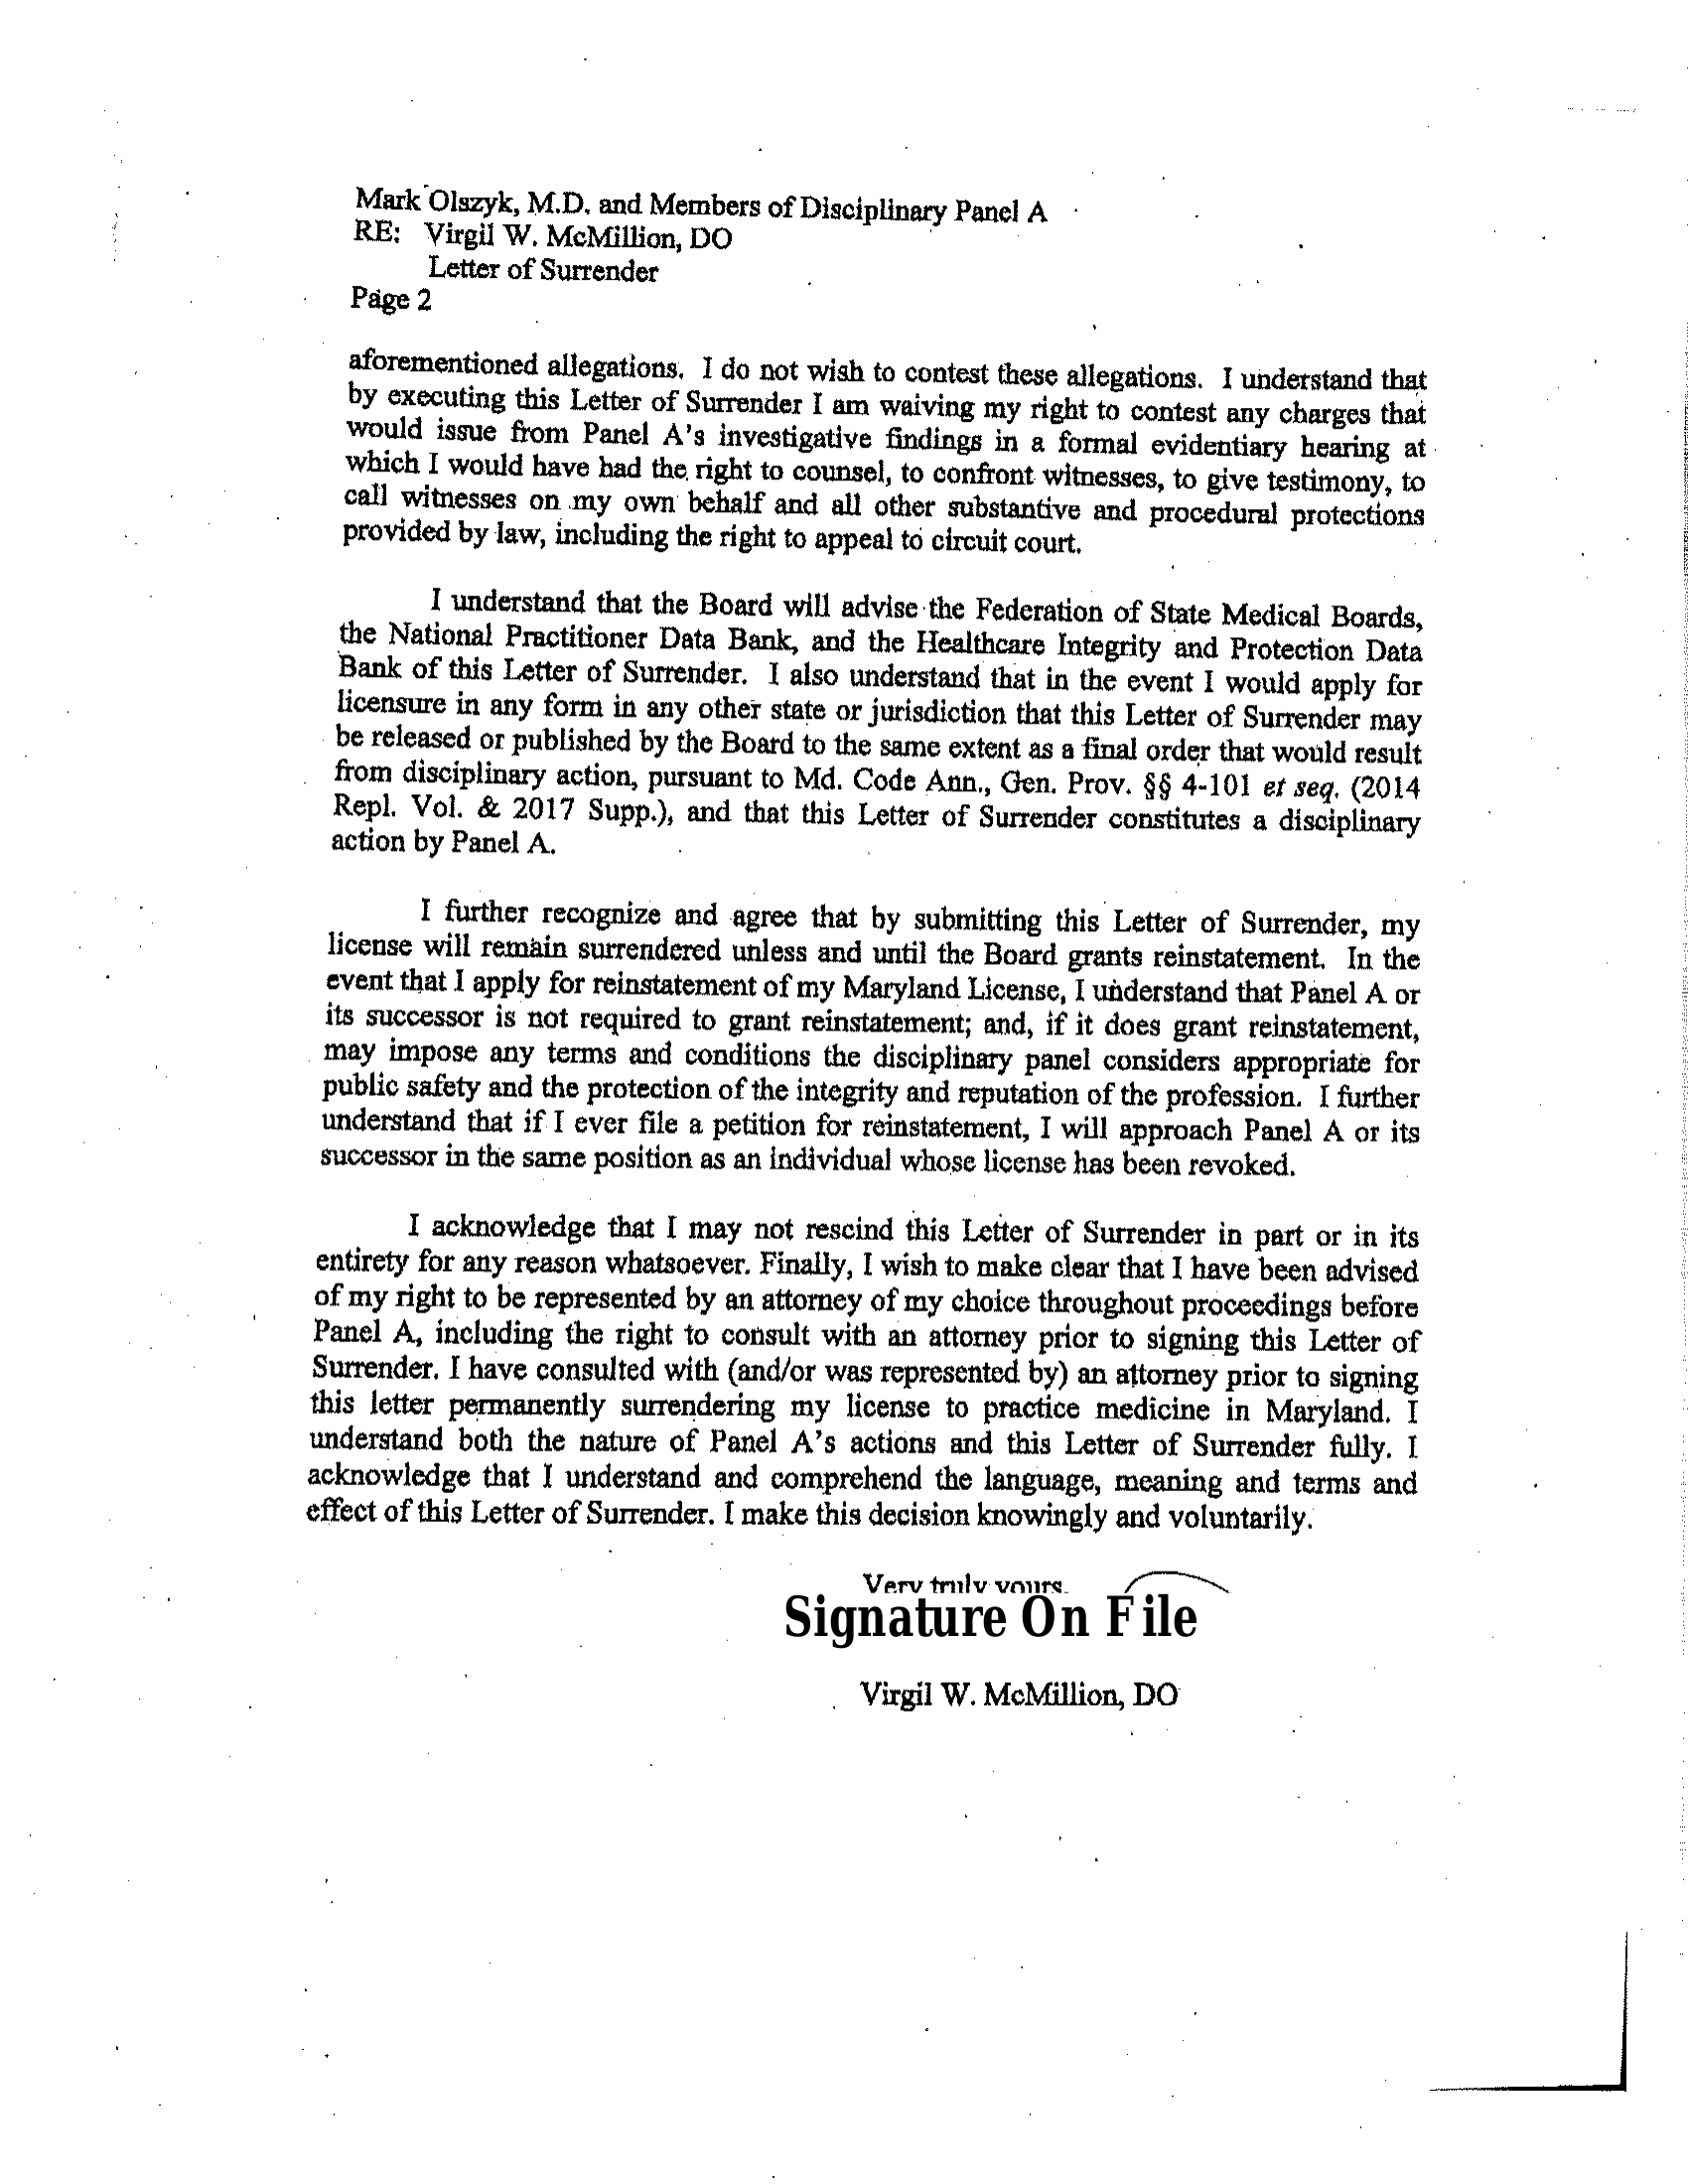 Mark Olszyk, M.D. and Members of Disciplinary Panel A
RE: Virgil W. McMillion, DO
Letter of Surrender
Page 2
aforementioned allegations. I do not wish to contest these allegations. I understand that
by executing this Letter of Surrender I am waiving my right to contest any charges that
would issue from Panel A's investigative findings in a formal evidentiary hearing at
which I would have had the right to counsel, to confront witnesses, to give testimony, to
call witnesses on my own behalf and all other substantive and procedural protections
provided by law, including the right to appeal to circuit court.
I understand that the Board will advise the Federation of State Medical Boards,
the National Practitioner Data Bank, and the Healthcare Integrity and Protection Data
Bank of this Letter of Surrender. I also understand that in the event I would apply for
licensure in any form in any other state or jurisdiction that this Letter of Surrender may
be released or published by the Board to the same extent as a final order that would result
from disciplinary action, pursuant to Md. Code Ann., Gen. Prov. §§ 4-101 et seq. (2014
Repl. Vol. & 2017 Supp.), and that this Letter of Surrender constitutes a disciplinary
action by Panel A.
I further recognize and agree that by submitting this Letter of Surrender, my
license will remain surrendered unless and until the Board grants reinstatement. In the
event that I apply for reinstatement of my Maryland License, I understand that Panel A or
its successor is not required to grant reinstatement; and, if it does grant reinstatement,
may impose any terms and conditions the disciplinary panel considers appropriate for
public safety and the protection of the integrity and reputation of the profession. I further
understand that if I ever file a petition for reinstatement, I will approach Panel A or its
successor in the same position as an individual whose license has been revoked.
I acknowledge that I may not rescind this Letter of Surrender in part or in its
entirety for any reason whatsoever. Finally, I wish to make clear that I have been advised
of my right to be represented by an attorney of my choice throughout proceedings before
Panel A, including the right to consult with an attorney prior to signing this Letter of
Surrender. I have consulted with (and/or was represented by) an attorney prior to signing
this letter permanently surrendering my license to practice medicine in Maryland. I
understand both the nature of Panel A's actions and this Letter of Surrender fully. I
acknowledge that I understand and comprehend the language, meaning and terms and
effect of this Letter of Surrender. I make this decision knowingly and voluntarily.
Very truly yours,
Signature On File
Virgil W. McMillion, DO